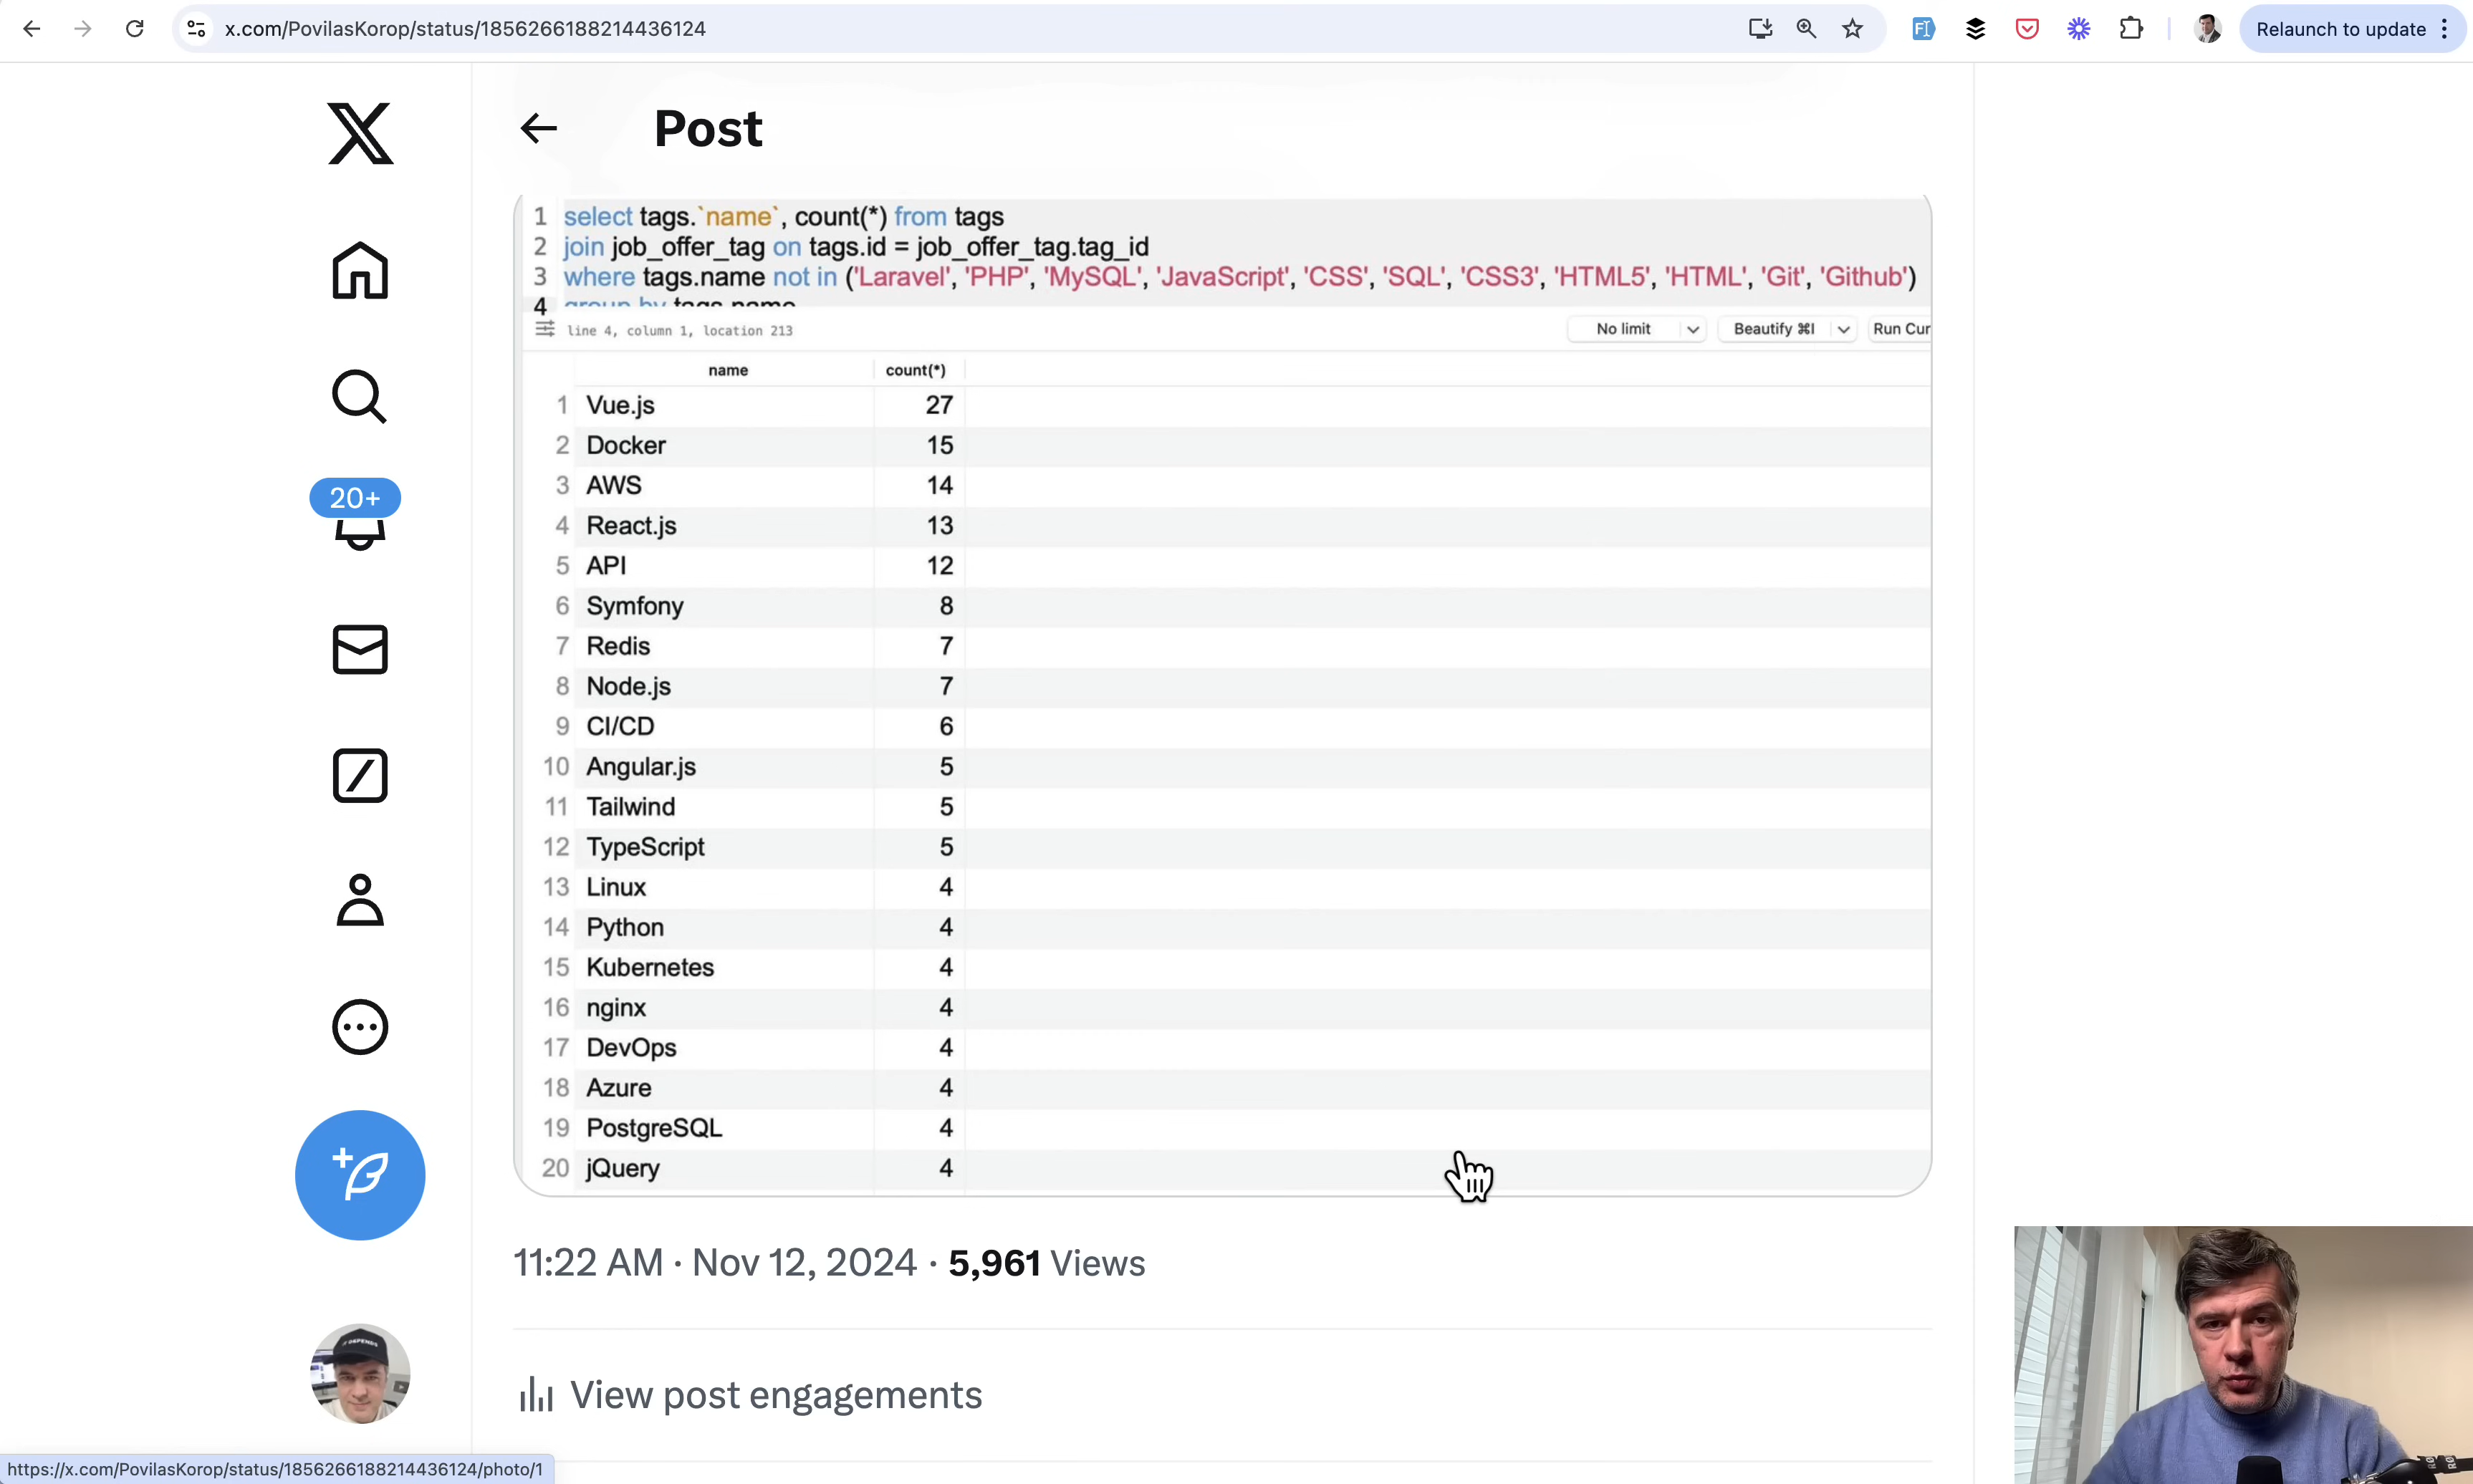 x.com/PovilasKorop/status/1856266188214436124
Relaunch to update
Post
20+
1 select tags.`name`, count(*) from tags
2 join job_offer_tag on tags.id = job_offer_tag.tag_id
3 where tags.name not in ('Laravel', 'PHP', 'MySQL', 'JavaScript', 'CSS', 'SQL', 'CSS3', 'HTML5', 'HTML', 'Git', 'Github')
4 group by tags.name
line 4, column 1, location 213
No limit
Beautify ⌘I
Run Cur
name count(*)
1 Vue.js 27
2 Docker 15
3 AWS 14
4 React.js 13
5 API 12
6 Symfony 8
7 Redis 7
8 Node.js 7
9 CI/CD 6
10 Angular.js 5
11 Tailwind 5
12 TypeScript 5
13 Linux 4
14 Python 4
15 Kubernetes 4
16 nginx 4
17 DevOps 4
18 Azure 4
19 PostgreSQL 4
20 jQuery 4
11:22 AM · Nov 12, 2024 · 5,961 Views
View post engagements
https://x.com/PovilasKorop/status/1856266188214436124/photo/1